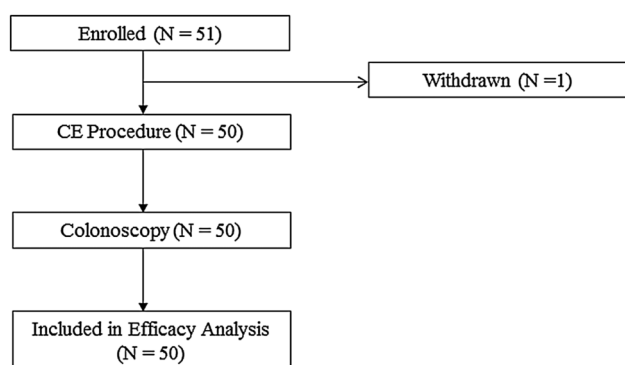 Enrolled (N = 51)
Withdrawn (N =1)
CE Procedure (N = 50)
Colonoscopy (N = 50)
Included in Efficacy Analysis
(N = 50)